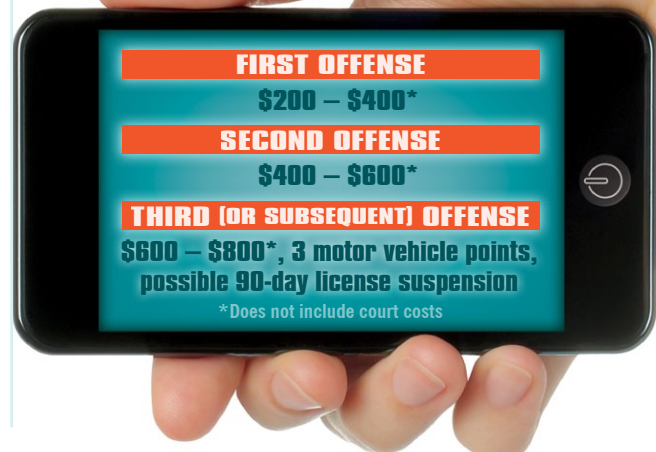 FIRST OFFENSE
$200 – $400*
SECOND OFFENSE
$400 – $600*
THIRD (OR SUBSEQUENT) OFFENSE
$600 – $800*, 3 motor vehicle points,
possible 90-day license suspension
*Does not include court costs